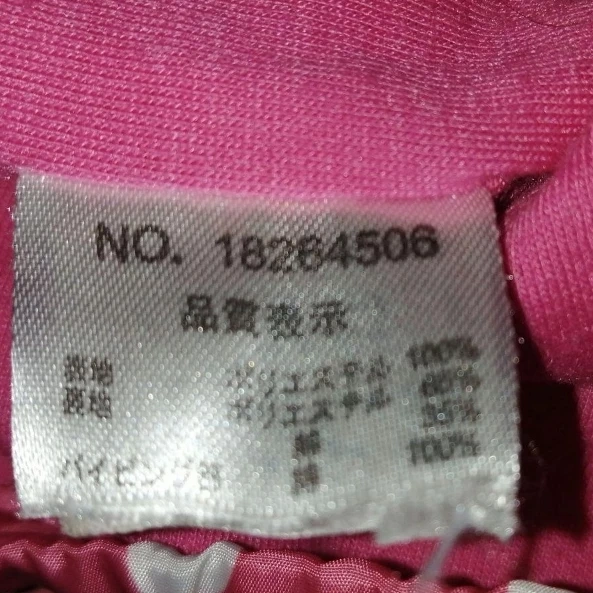 NO. 18264506
品質表示
表地 ポリエステル 100%
裏地 ポリエステル
綿
パイピング部 綿 100%